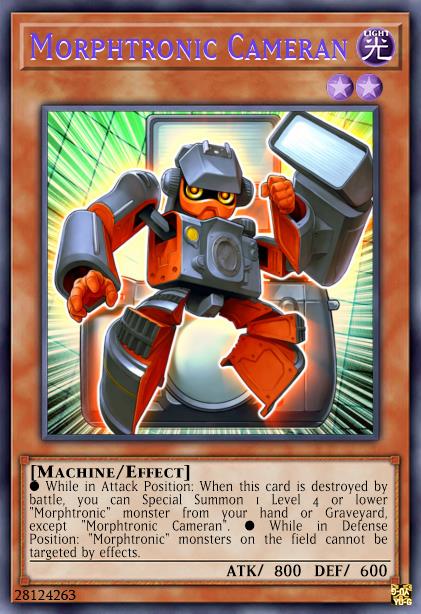 MORPHTRONIC CAMERAN
LIGHT
光
[MACHINE/EFFECT]
● While in Attack Position: When this card is destroyed by
battle, you can Special Summon 1 Level 4 or lower
"Morphtronic" monster from your hand or Graveyard,
except "Morphtronic Cameran". ● While in Defense
Position: "Morphtronic" monsters on the field cannot be
targeted by effects.
ATK/ 800 DEF/ 600
28124263